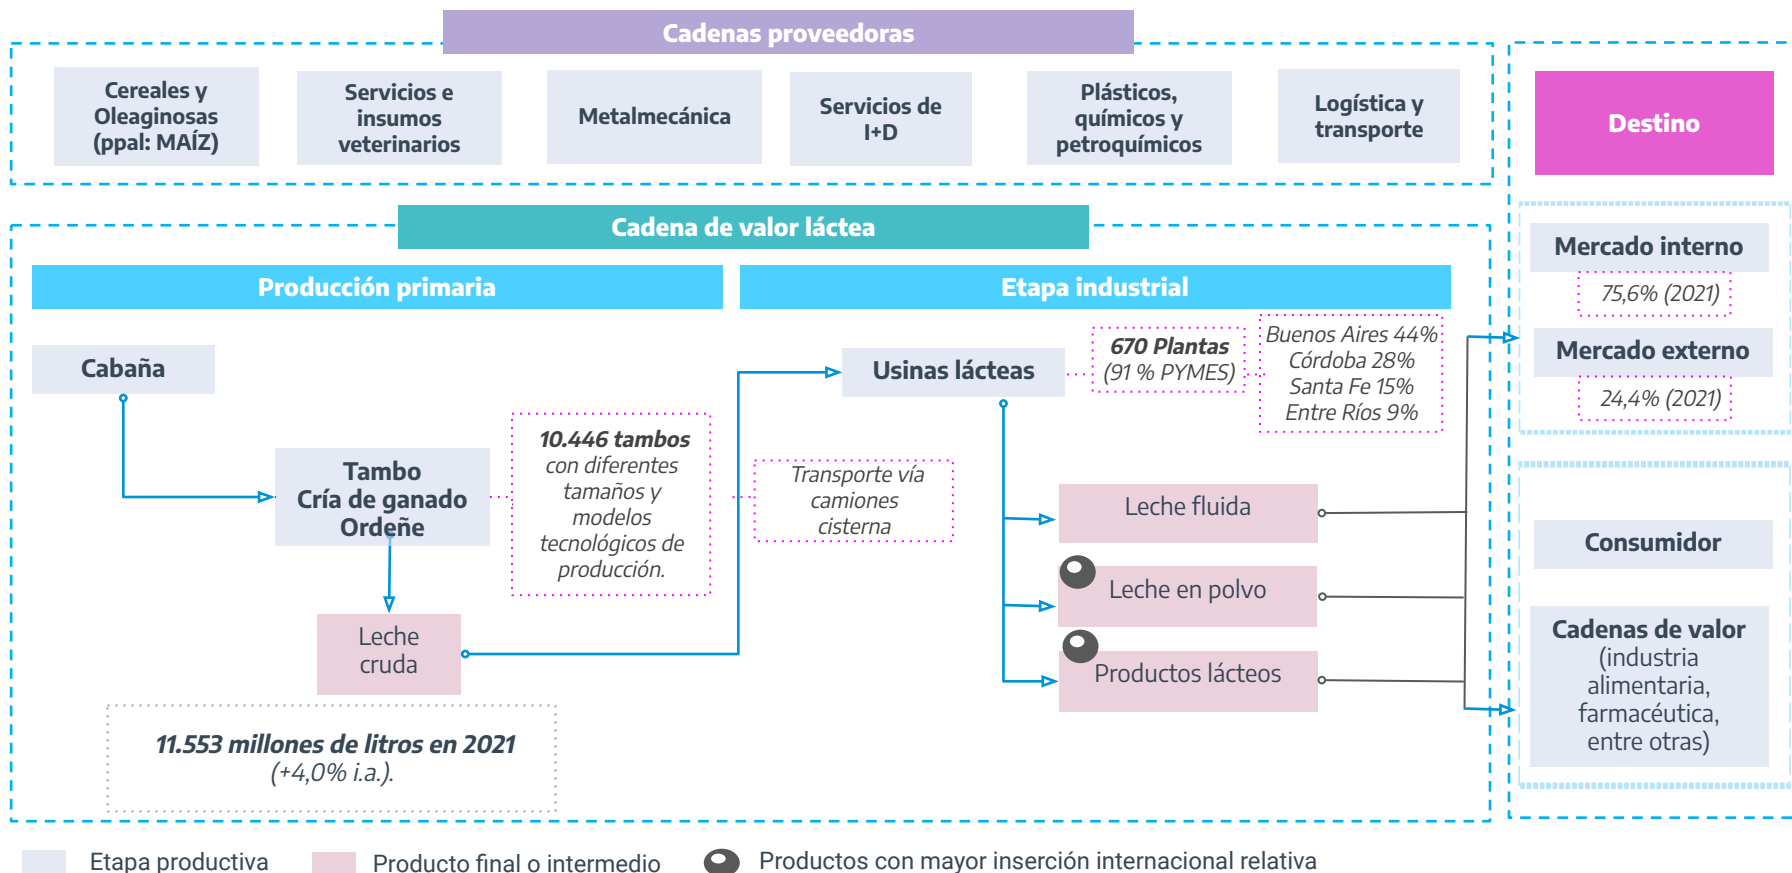 Cadenas proveedoras
Cereales y
Oleaginosas
(ppal: MAÍZ)
Servicios e
insumos
veterinarios
Metalmecánica
Servicios de
I+D
Plásticos,
químicos y
petroquímicos
Logística y
transporte
Destino
Cadena de valor láctea
Producción primaria
Etapa industrial
Cabaña
Tambo
Cría de ganado
Ordeñe
10.446 tambos
con diferentes
tamaños y
modelos
tecnológicos de
producción.
Leche
cruda
11.553 millones de litros en 2021
(+4,0% i.a.).
Transporte vía
camiones
cisterna
Usinas lácteas
670 Plantas
(91 % PYMES)
Buenos Aires 44%
Córdoba 28%
Santa Fe 15%
Entre Ríos 9%
Leche fluida
Leche en polvo
Productos lácteos
Mercado interno
75,6% (2021)
Mercado externo
24,4% (2021)
Consumidor
Cadenas de valor
(industria
alimentaria,
farmacéutica,
entre otras)
Etapa productiva
Producto final o intermedio
Productos con mayor inserción internacional relativa